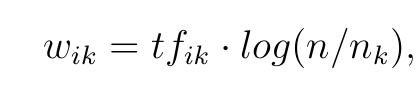 w_{ik} = tf_{ik} · log(n/n_k),